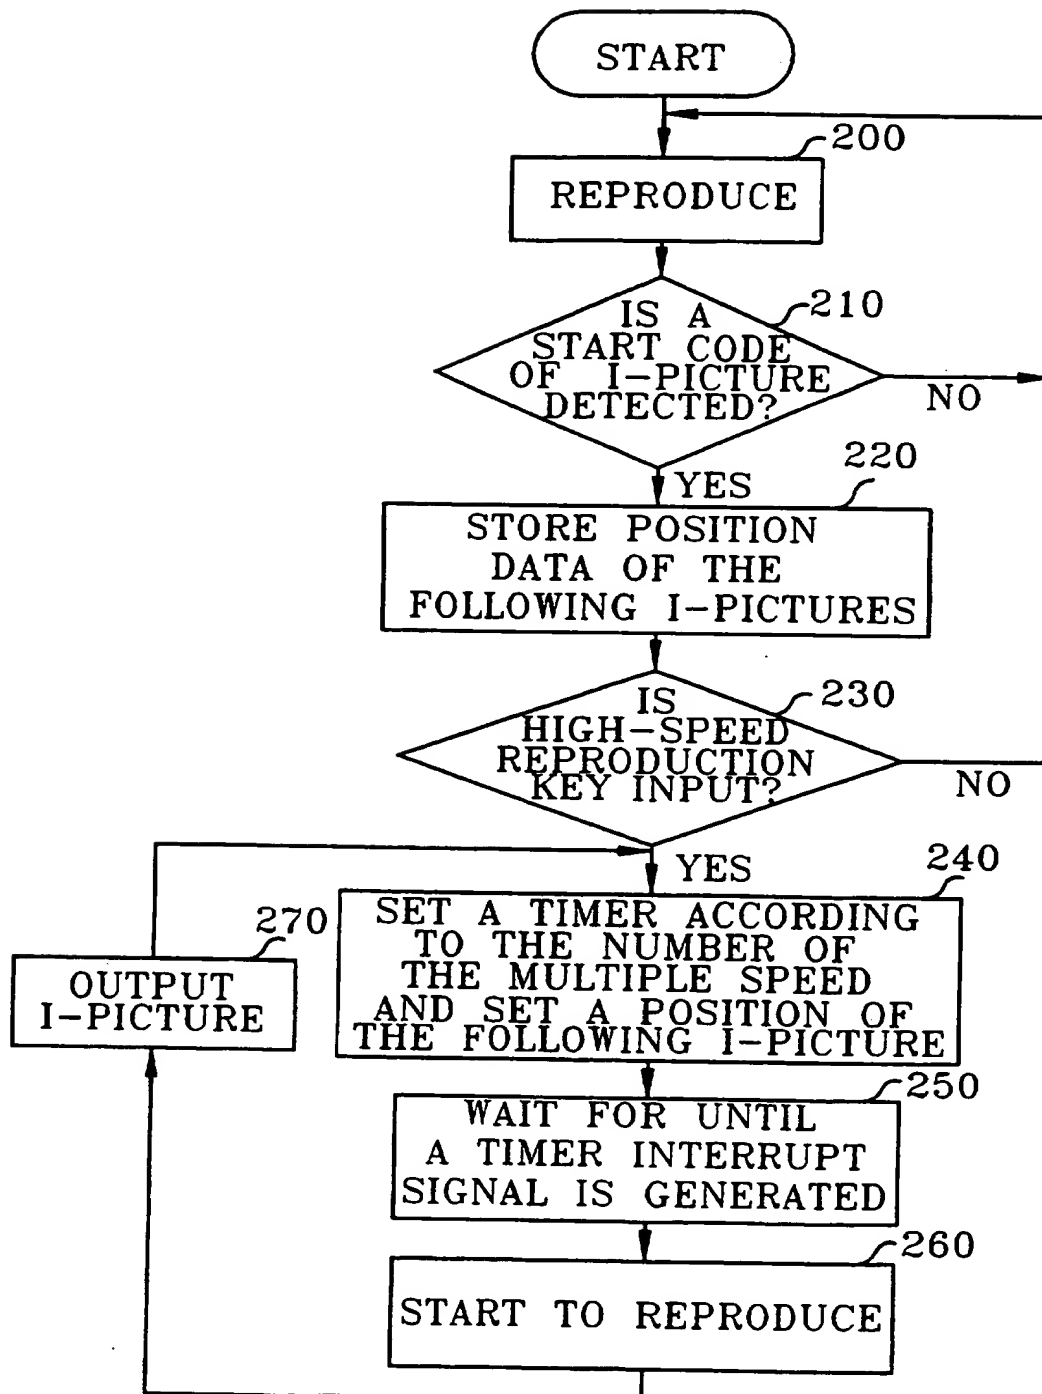 START
200
REPRODUCE
210
IS A
START CODE
OF I-PICTURE
DETECTED?
NO
YES
220
STORE POSITION
DATA OF THE
FOLLOWING I-PICTURES
230
IS
HIGH-SPEED
REPRODUCTION
KEY INPUT?
NO
YES
240
SET A TIMER ACCORDING
TO THE NUMBER OF
THE MULTIPLE SPEED
AND SET A POSITION OF
THE FOLLOWING I-PICTURE
270
OUTPUT
I-PICTURE
250
WAIT FOR UNTIL
A TIMER INTERRUPT
SIGNAL IS GENERATED
260
START TO REPRODUCE